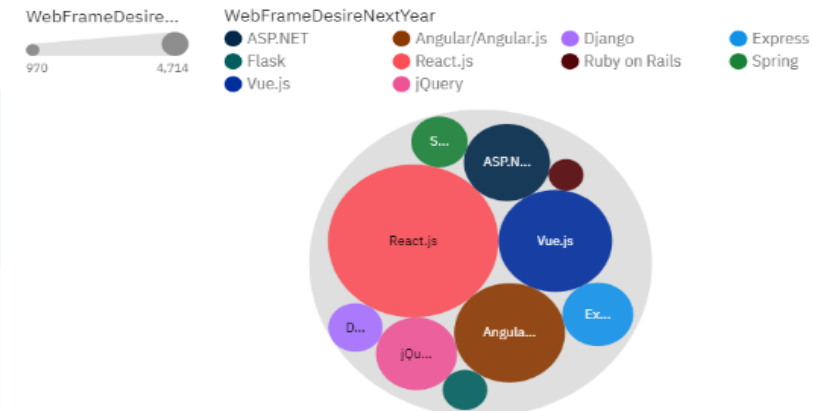 WebFrameDesire...
970
4,714
WebFrameDesireNextYear
ASP.NET
Angular/Angular.js
Django
Express
Flask
React.js
Ruby on Rails
Spring
Vue.js
jQuery
S...
ASP.N...
React.js
Vue.js
Ex...
D...
Angula...
jQu...